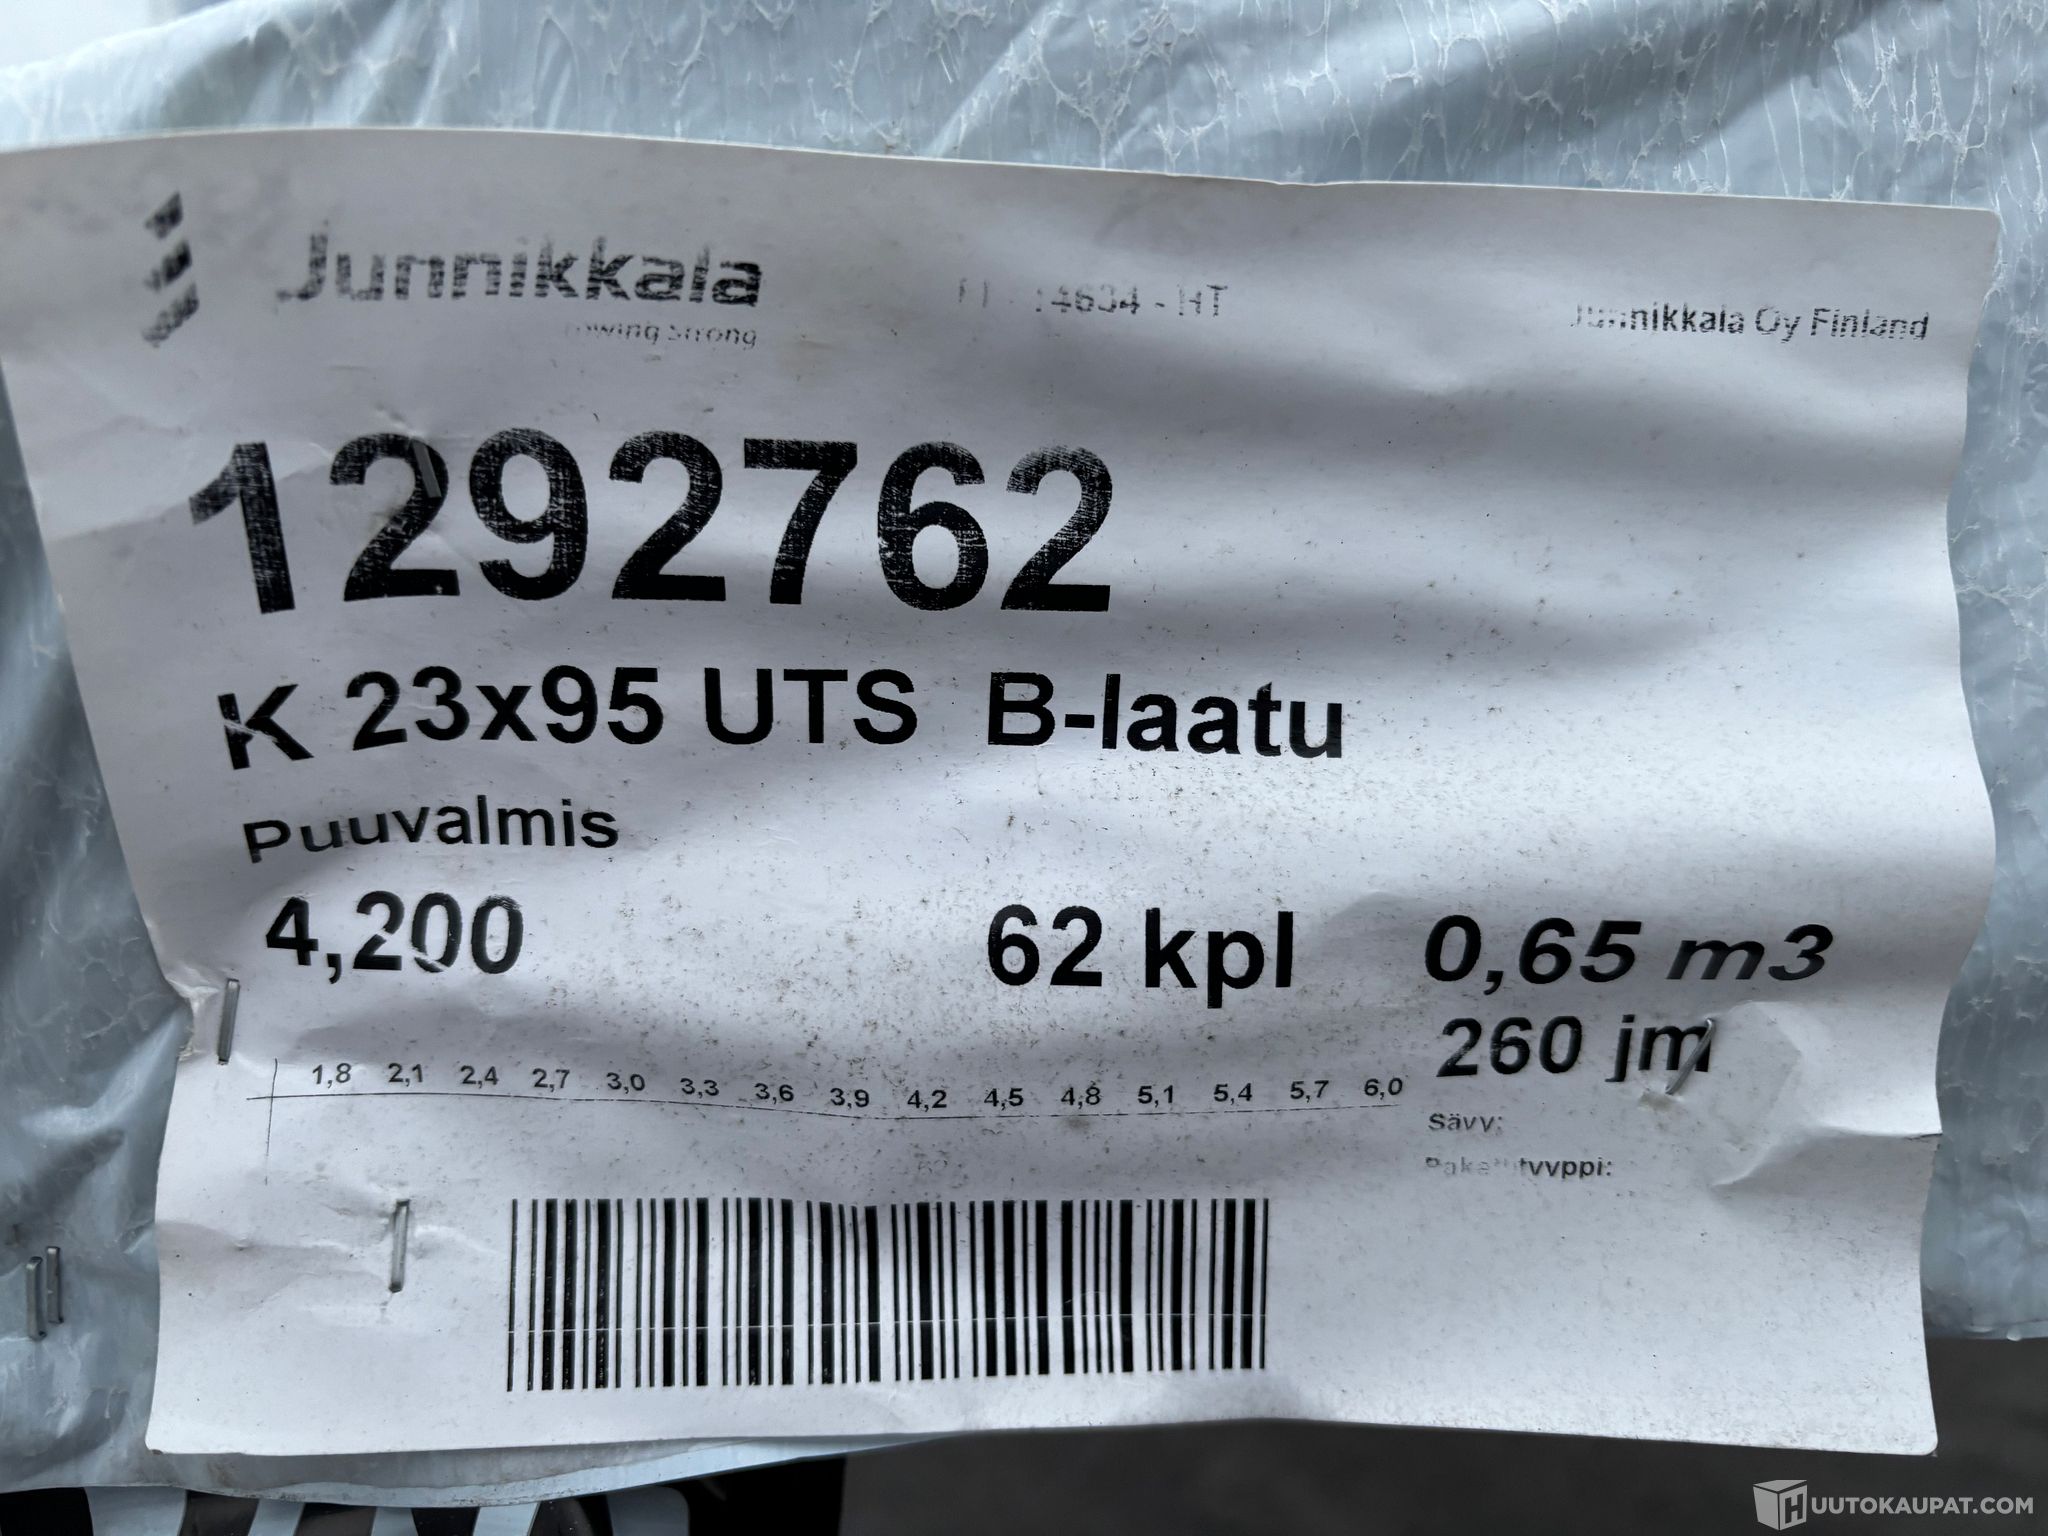 Junnikkala
14634 - HT
Junnikkala Oy Finland
Strong
1292762
K 23x95 UTS B-laatu
Puuvalmis
4,200 62 kpl 0,65 m3
260 jm
1,8 2,1 2,4 2,7 3,0 3,3 3,6 3,9 4,2 4,5 4,8 5,1 5,4 5,7 6,0
Sävy:
62
HUUTOKAUPAT.COM